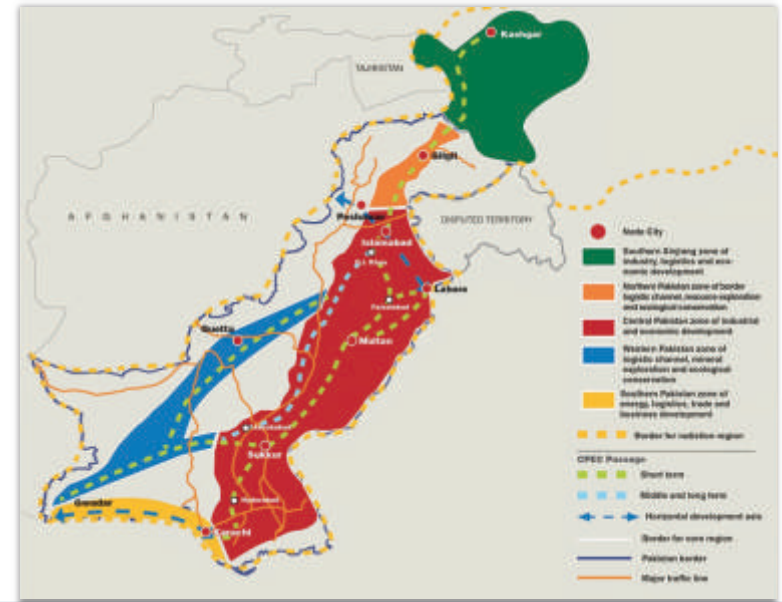 Kashgar
TAJIKISTAN
Gilgit
AFGHANISTAN
Peshawar
DISPUTED TERRITORY
Islamabad
Lahore
Faisalabad
Quetta
Multan
Sukkur
Gwadar
Hyderabad
Karachi
Node City
Southern Xinjiang zone of
industry, logistics and eco-
nomic development
Northern Pakistan zone of border
logistic channel, resource exploration
and ecological conservation
Central Pakistan zone of industrial
and economic development
Western Pakistan zone of
logistic channel, mineral
exploration and ecological
conservation
Southern Pakistan zone of
energy, logistics, trade and
business development
Border for radiation region
CPEC Passage
Short term
Middle and long term
Horizontal development axis
Border for core region
Pakistan border
Major traffic line